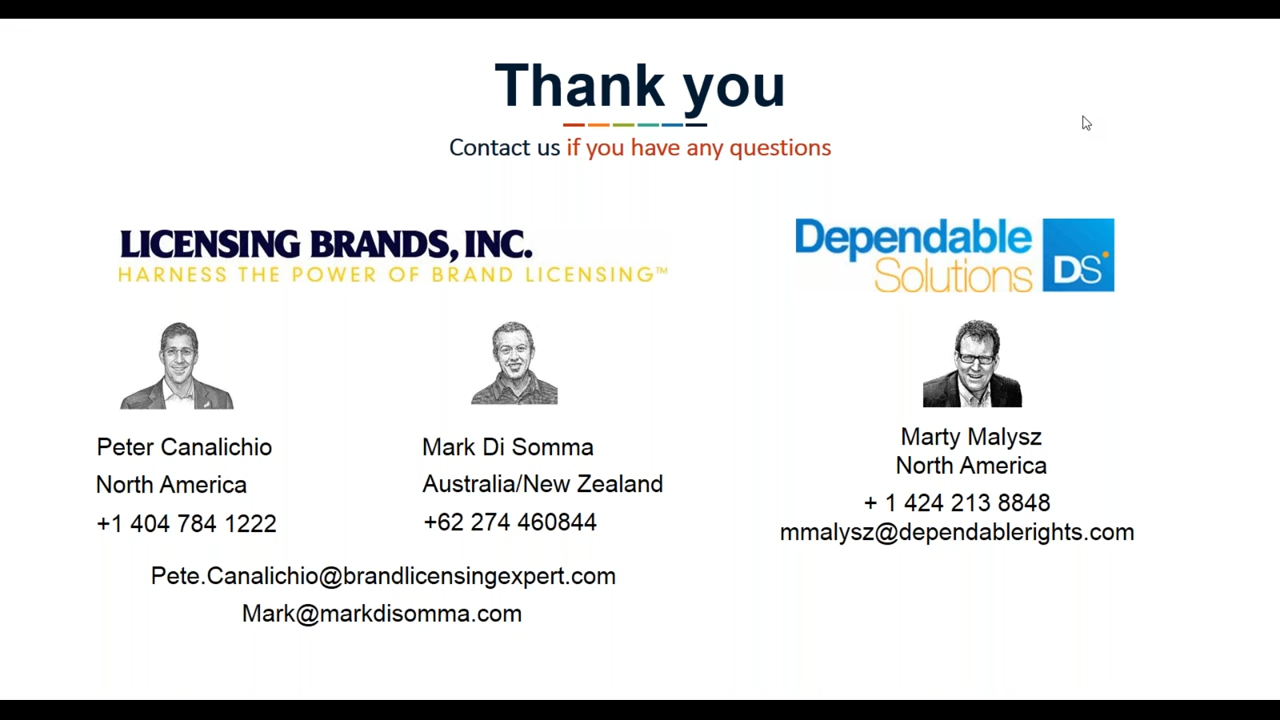 Thank you
Contact us if you have any questions
LICENSING BRANDS, INC.
HARNESS THE POWER OF BRAND LICENSING™
Dependable
Solutions
DS
Peter Canalichio
North America
+1 404 784 1222
Mark Di Somma
Australia/New Zealand
+62 274 460844
Pete.Canalichio@brandlicensingexpert.com
Mark@markdisomma.com
Marty Malysz
North America
+ 1 424 213 8848
mmalysz@dependablerights.com